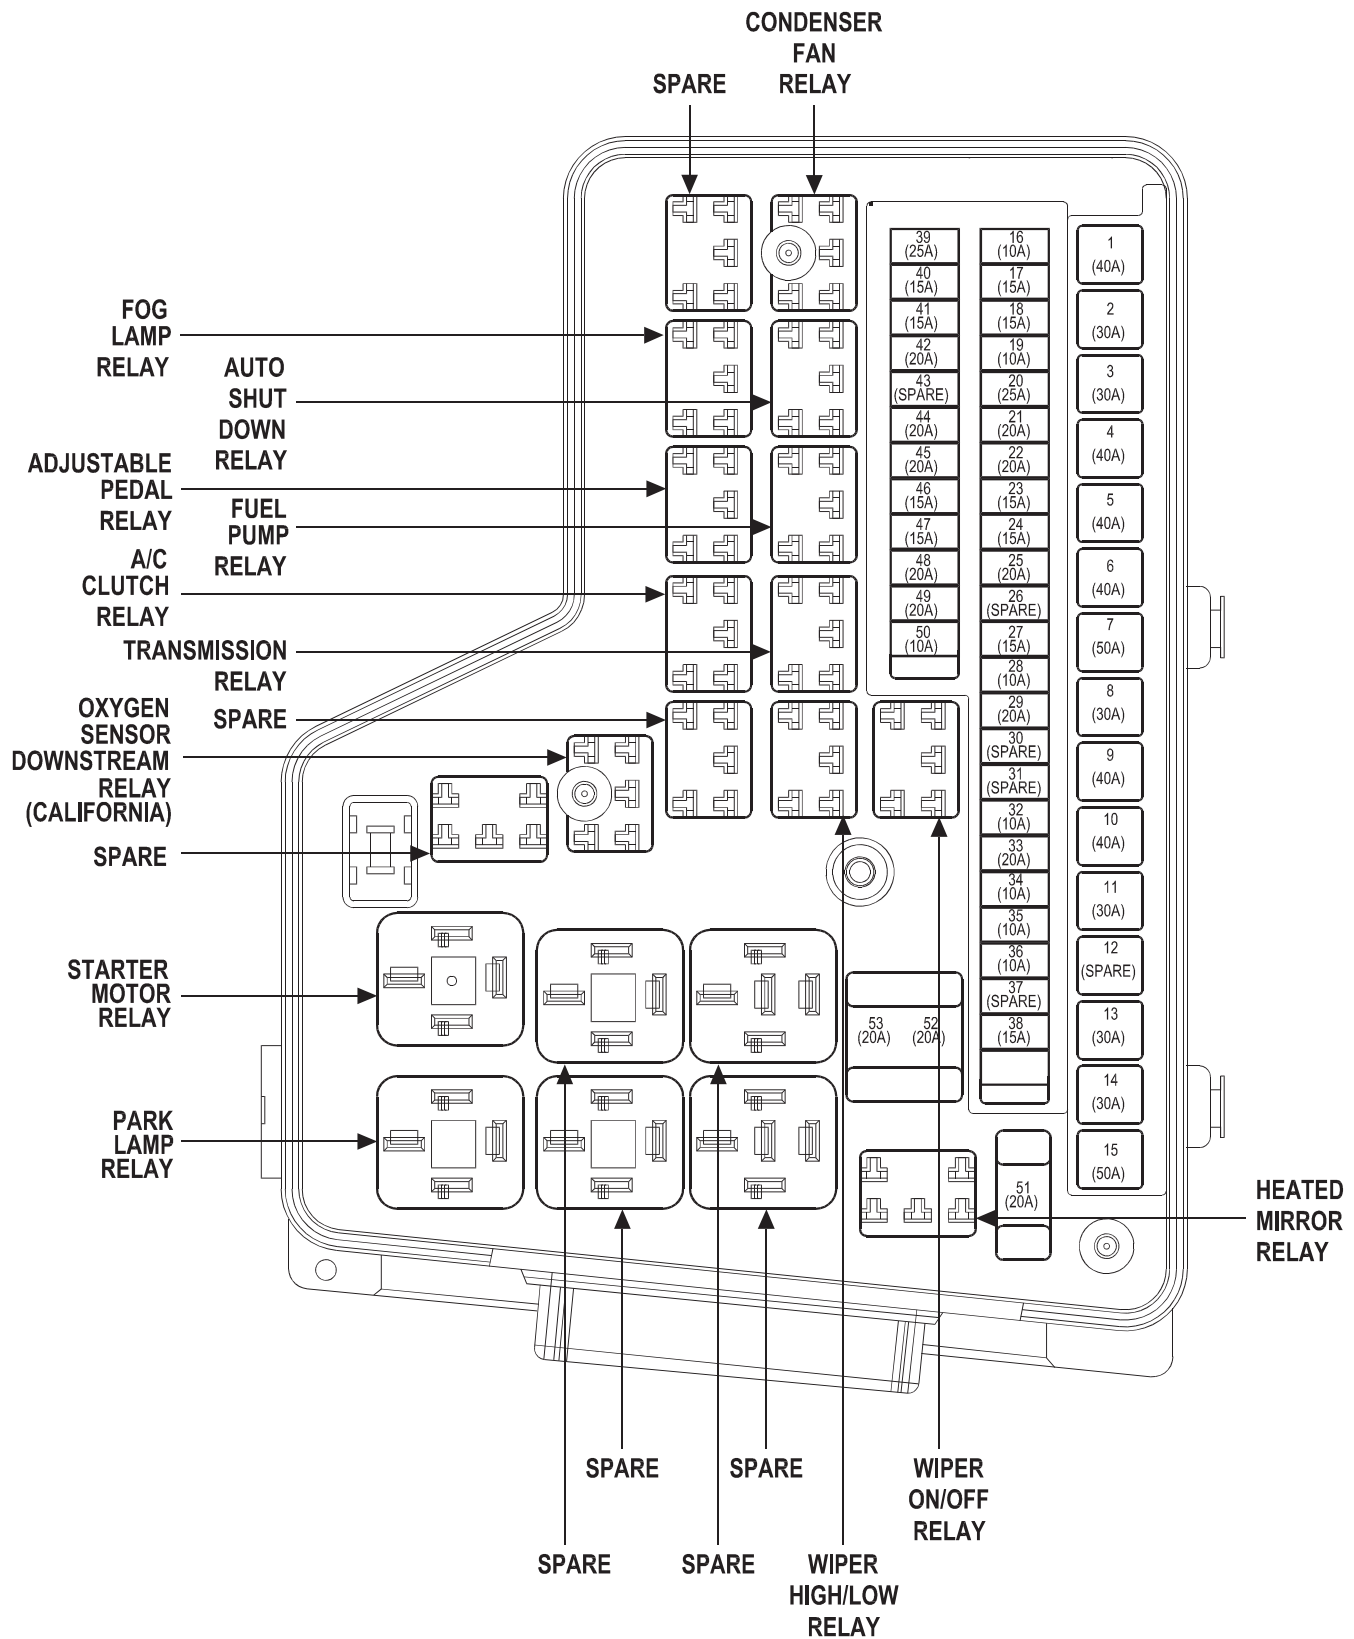 CONDENSER
FAN
RELAY
SPARE
FOG
LAMP
RELAY
AUTO
SHUT
DOWN
RELAY
ADJUSTABLE
PEDAL
RELAY
FUEL
PUMP
RELAY
A/C
CLUTCH
RELAY
TRANSMISSION
RELAY
OXYGEN
SENSOR
DOWNSTREAM
RELAY
(CALIFORNIA)
SPARE
SPARE
STARTER
MOTOR
RELAY
PARK
LAMP
RELAY
39
(25A)
40
(15A)
41
(15A)
42
(20A)
43
(SPARE)
44
(20A)
45
(20A)
46
(15A)
47
(15A)
48
(20A)
49
(20A)
50
(10A)
16
(10A)
17
(15A)
18
(15A)
19
(10A)
20
(25A)
21
(20A)
22
(20A)
23
(15A)
24
(15A)
25
(20A)
26
(SPARE)
27
(15A)
28
(10A)
29
(20A)
30
(SPARE)
31
(SPARE)
32
(10A)
33
(20A)
34
(10A)
35
(10A)
36
(10A)
37
(SPARE)
38
(15A)
1
(40A)
2
(30A)
3
(30A)
4
(40A)
5
(40A)
6
(40A)
7
(50A)
8
(30A)
9
(40A)
10
(40A)
11
(30A)
12
(SPARE)
13
(30A)
14
(30A)
15
(50A)
53 52
(20A) (20A)
51
(20A)
HEATED
MIRROR
RELAY
SPARE
SPARE
WIPER
ON/OFF
RELAY
SPARE
SPARE
WIPER
HIGH/LOW
RELAY